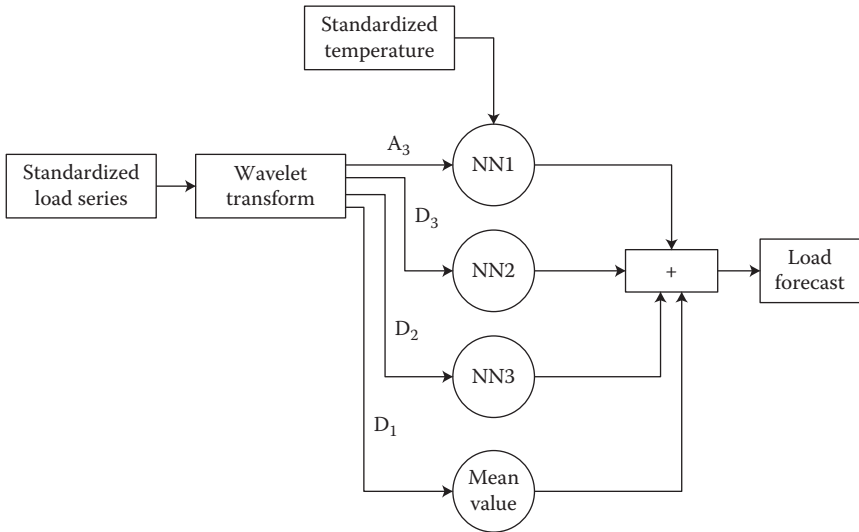 Standardized
temperature
A₃
NN1
Standardized
load series
Wavelet
transform
D₃
NN2
+
Load
forecast
D₂
NN3
D₁
Mean
value